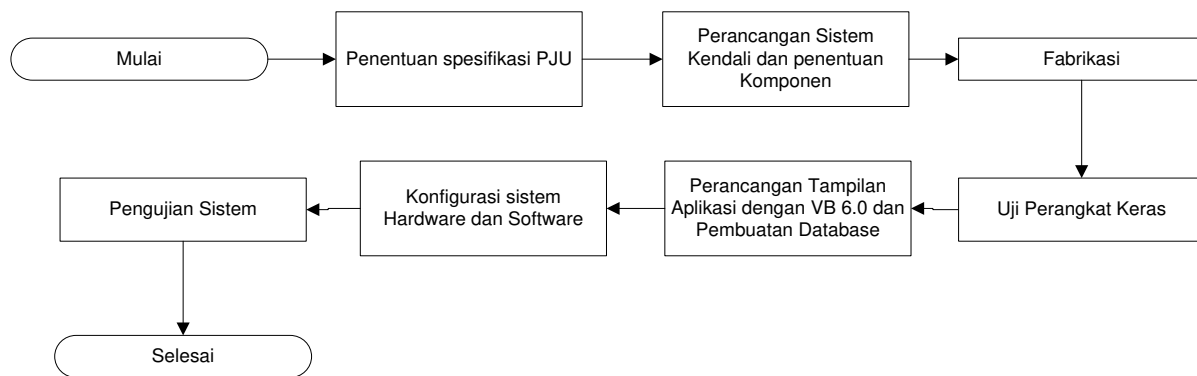 Mulai
Penentuan spesifikasi PJU
Perancangan Sistem
Kendali dan penentuan
Komponen
Fabrikasi
Uji Perangkat Keras
Perancangan Tampilan
Aplikasi dengan VB 6.0 dan
Pembuatan Database
Konfigurasi sistem
Hardware dan Software
Pengujian Sistem
Selesai